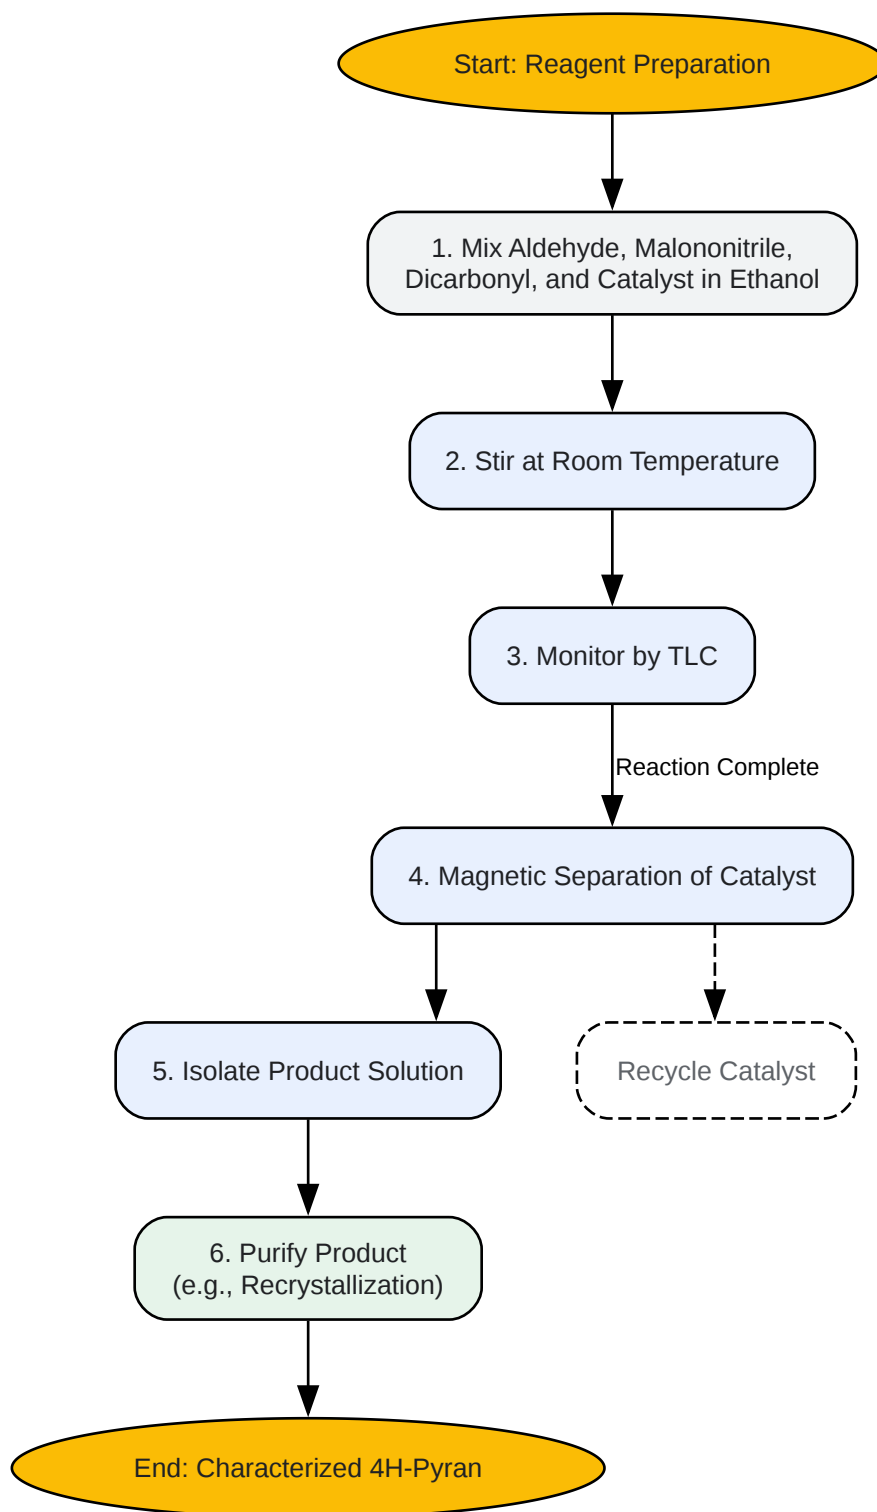 Start: Reagent Preparation
1. Mix Aldehyde, Malononitrile,
Dicarbonyl, and Catalyst in Ethanol
2. Stir at Room Temperature
3. Monitor by TLC
Reaction Complete
4. Magnetic Separation of Catalyst
5. Isolate Product Solution
Recycle Catalyst
6. Purify Product
(e.g., Recrystallization)
End: Characterized 4H-Pyran